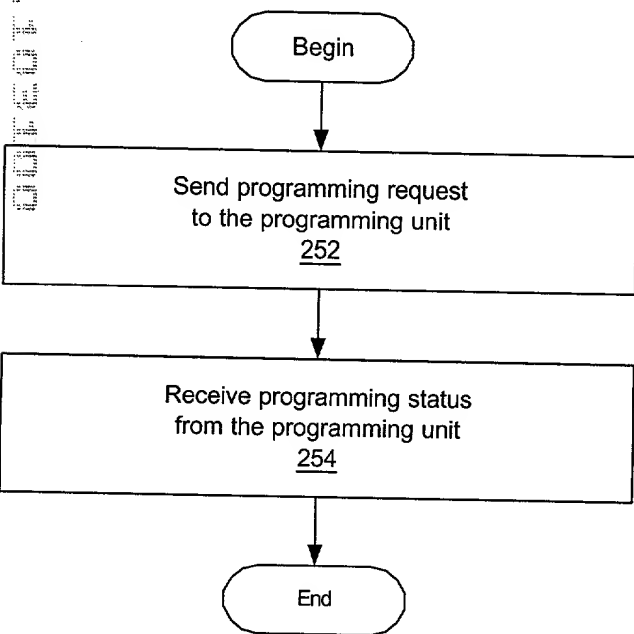 Begin
Send programming request
to the programming unit
252
Receive programming status
from the programming unit
254
End